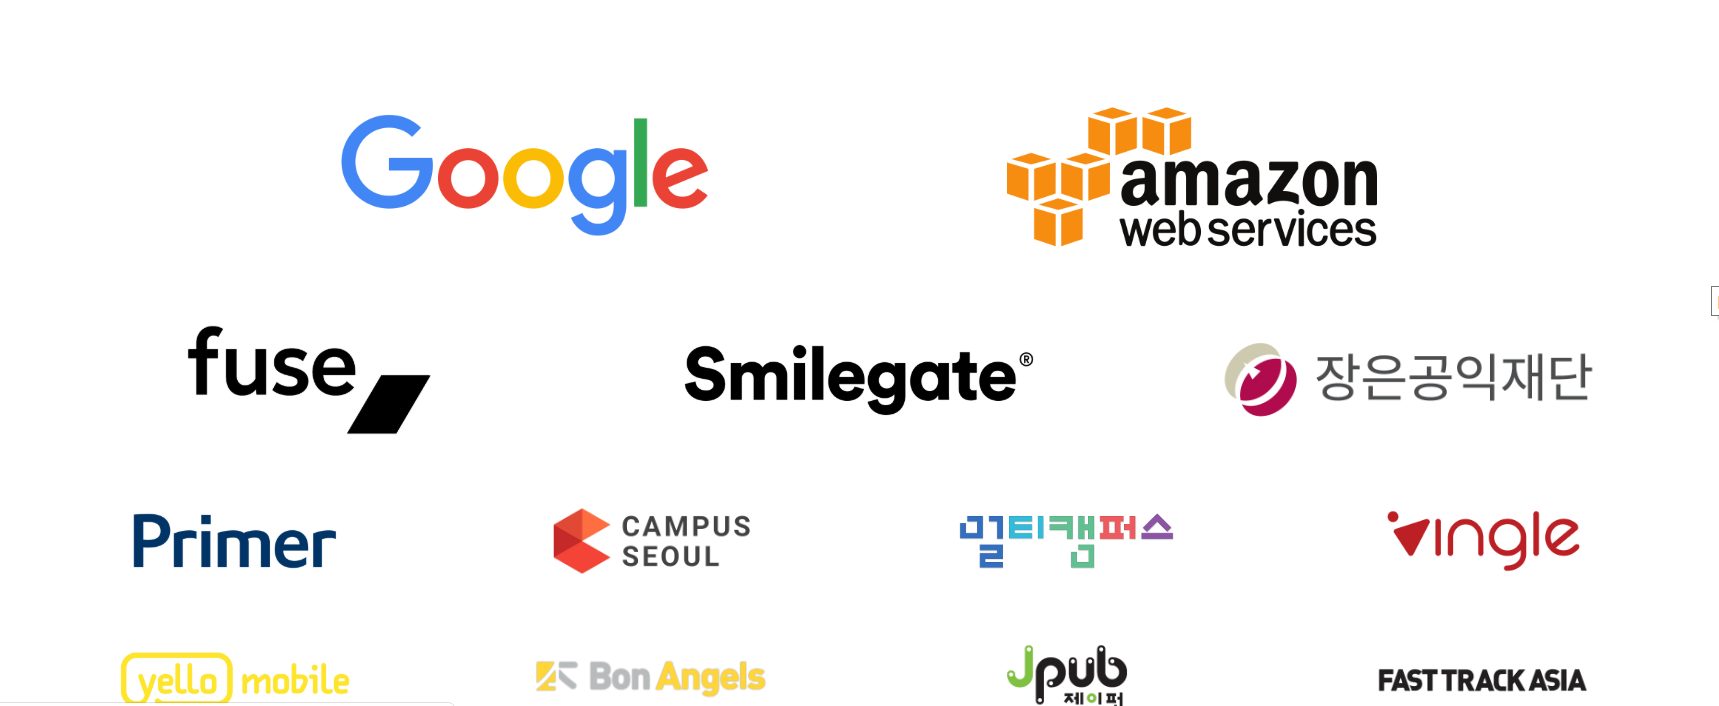 Google
amazon
web services
fuse
Smilegate®
장은공익재단
Primer
CAMPUS
SEOUL
멀티캠퍼스
vingle
yello mobile
Bon Angels
Jpub
제이펍
FAST TRACK ASIA